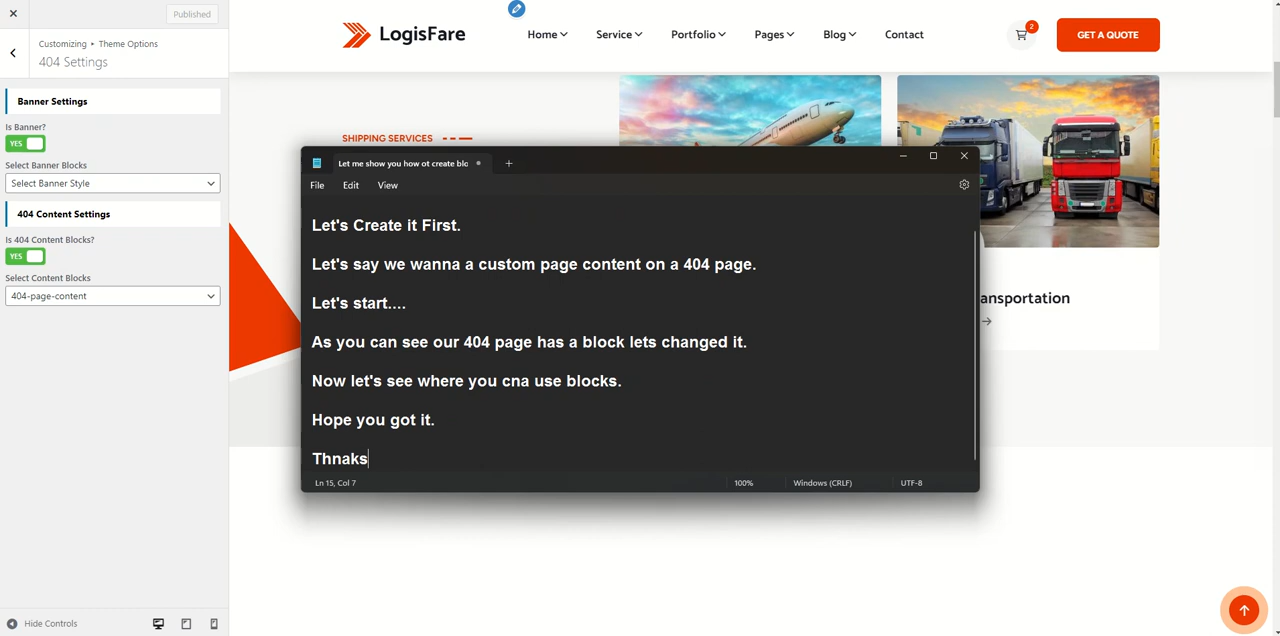 Published
Customizing • Theme Options
404 Settings
Banner Settings
Is Banner?
YES
Select Banner Blocks
Select Banner Style
404 Content Settings
Is 404 Content Blocks?
YES
Select Content Blocks
404-page-content
Hide Controls
LogisFare
Home
Service
Portfolio
Pages
Blog
Contact
2
GET A QUOTE
SHIPPING SERVICES
ansportation
Let me show you how ot create blc
File
Edit
View
Let's Create it First.
Let's say we wanna a custom page content on a 404 page.
Let's start....
As you can see our 404 page has a block lets changed it.
Now let's see where you cna use blocks.
Hope you got it.
Thnaks
Ln 15, Col 7
100%
Windows (CRLF)
UTF-8